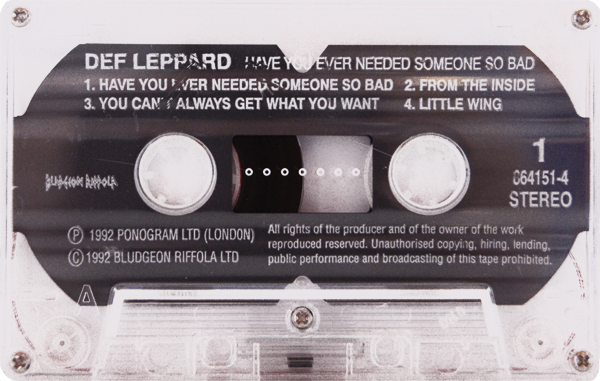 DEF LEPPARD HAVE YOU EVER NEEDED SOMEONE SO BAD
1. HAVE YOU EVER NEEDED SOMEONE SO BAD 2. FROM THE INSIDE
3. YOU CAN'T ALWAYS GET WHAT YOU WANT 4. LITTLE WING
1
864151-4
STEREO
BLUDGEON RIFFOLA
Ⓟ 1992 PONOGRAM LTD (LONDON)
© 1992 BLUDGEON RIFFOLA LTD
All rights of the producer and of the owner of the work
reproduced reserved. Unauthorised copying, hiring, lending,
public performance and broadcasting of this tape prohibited.
A